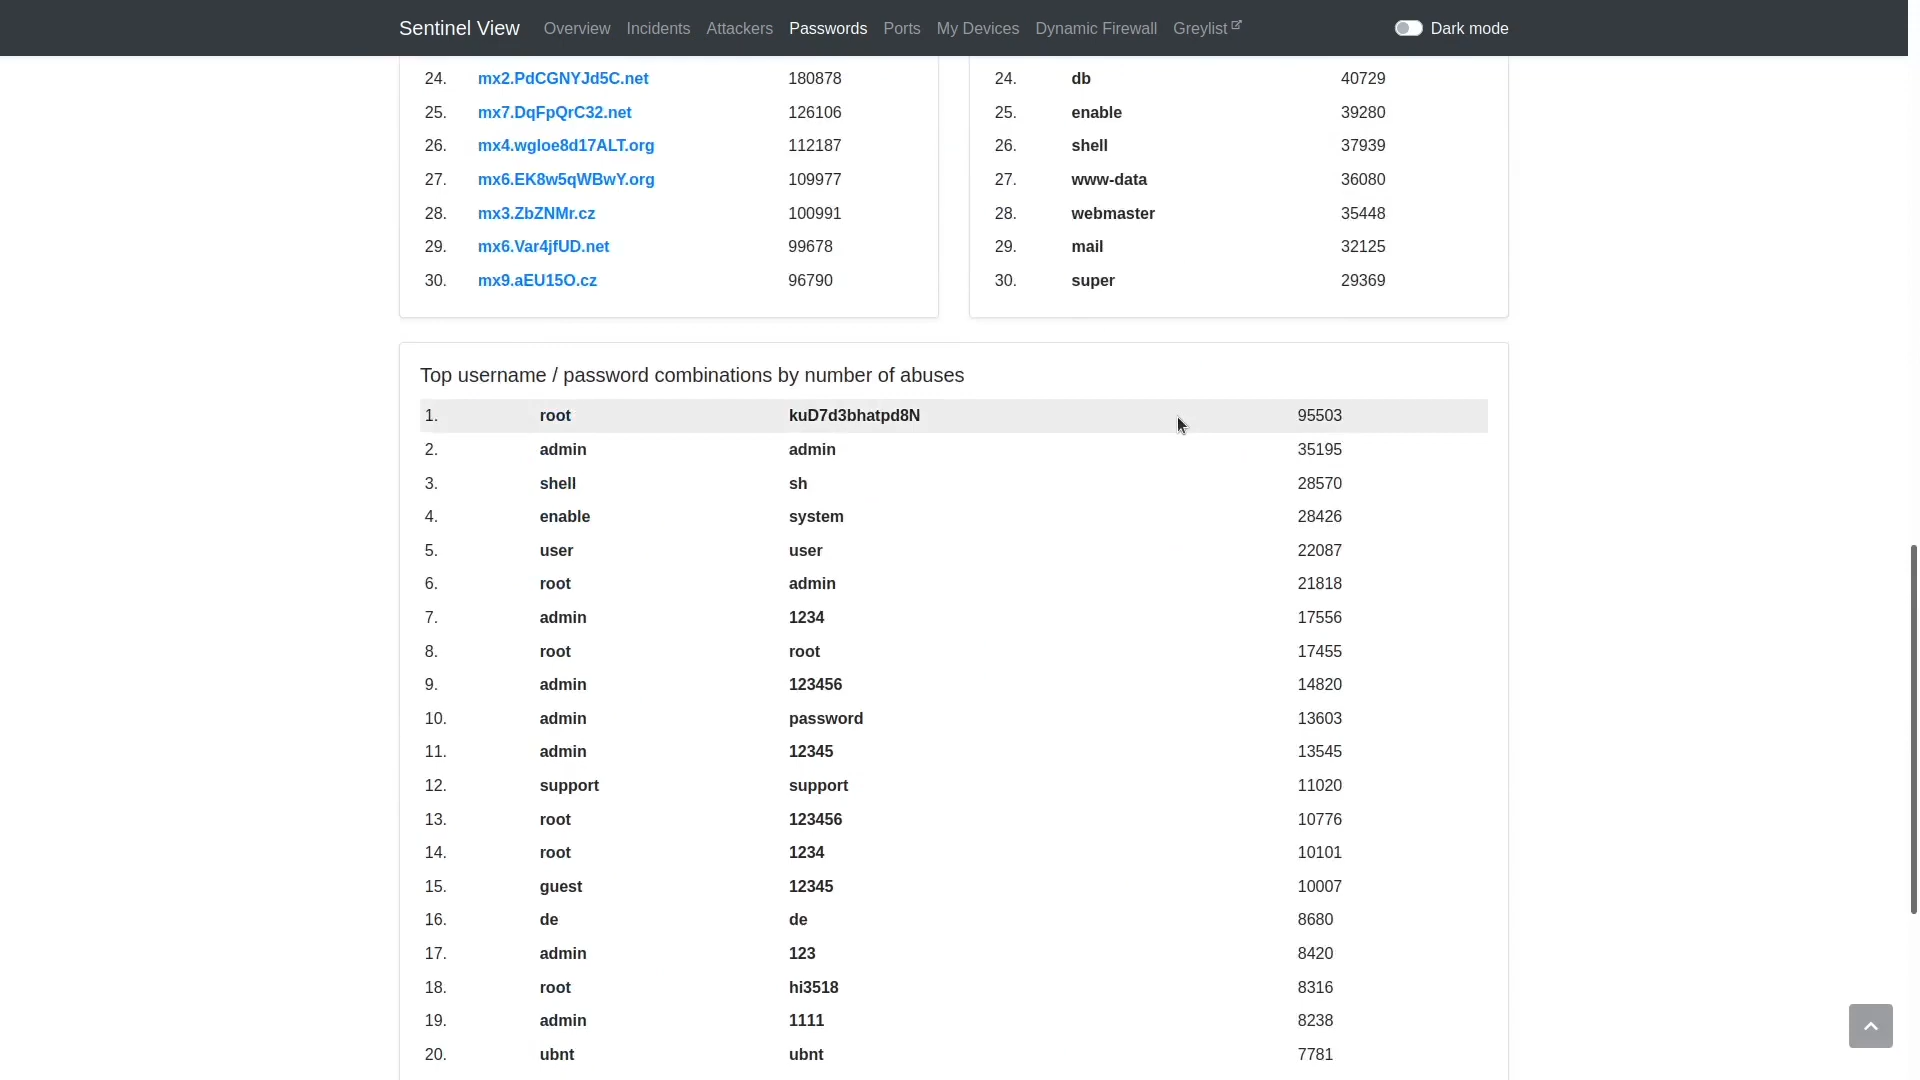 Sentinel View Overview Incidents Attackers Passwords Ports My Devices Dynamic Firewall Greylist Dark mode
24. mx2.PdCGNYJd5C.net 180878
25. mx7.DqFpQrC32.net 126106
26. mx4.wgloe8d17ALT.org 112187
27. mx6.EK8w5qWBwY.org 109977
28. mx3.ZbZNMr.cz 100991
29. mx6.Var4jfUD.net 99678
30. mx9.aEU15O.cz 96790
24. db 40729
25. enable 39280
26. shell 37939
27. www-data 36080
28. webmaster 35448
29. mail 32125
30. super 29369
Top username / password combinations by number of abuses
1. root kuD7d3bhatpd8N 95503
2. admin admin 35195
3. shell sh 28570
4. enable system 28426
5. user user 22087
6. root admin 21818
7. admin 1234 17556
8. root root 17455
9. admin 123456 14820
10. admin password 13603
11. admin 12345 13545
12. support support 11020
13. root 123456 10776
14. root 1234 10101
15. guest 12345 10007
16. de de 8680
17. admin 123 8420
18. root hi3518 8316
19. admin 1111 8238
20. ubnt ubnt 7781